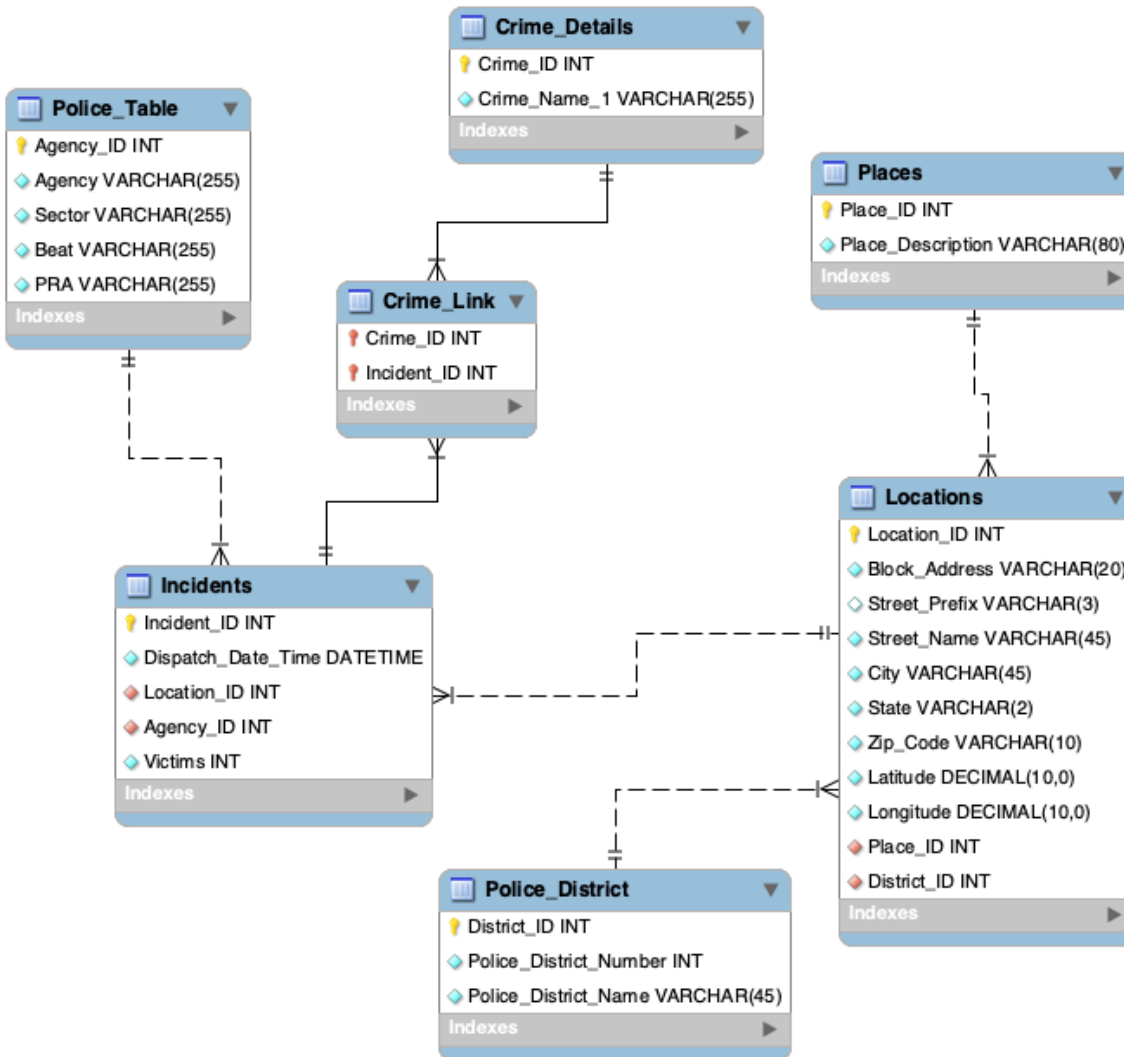 Crime_Details
Crime_ID INT
Crime_Name_1 VARCHAR(255)
Indexes
Police_Table
Agency_ID INT
Agency VARCHAR(255)
Sector VARCHAR(255)
Beat VARCHAR(255)
PRA VARCHAR(255)
Indexes
Places
Place_ID INT
Place_Description VARCHAR(80)
Indexes
Crime_Link
Crime_ID INT
Incident_ID INT
Indexes
Locations
Location_ID INT
Block_Address VARCHAR(20)
Street_Prefix VARCHAR(3)
Street_Name VARCHAR(45)
City VARCHAR(45)
State VARCHAR(2)
Zip_Code VARCHAR(10)
Latitude DECIMAL(10,0)
Longitude DECIMAL(10,0)
Place_ID INT
District_ID INT
Indexes
Incidents
Incident_ID INT
Dispatch_Date_Time DATETIME
Location_ID INT
Agency_ID INT
Victims INT
Indexes
Police_District
District_ID INT
Police_District_Number INT
Police_District_Name VARCHAR(45)
Indexes